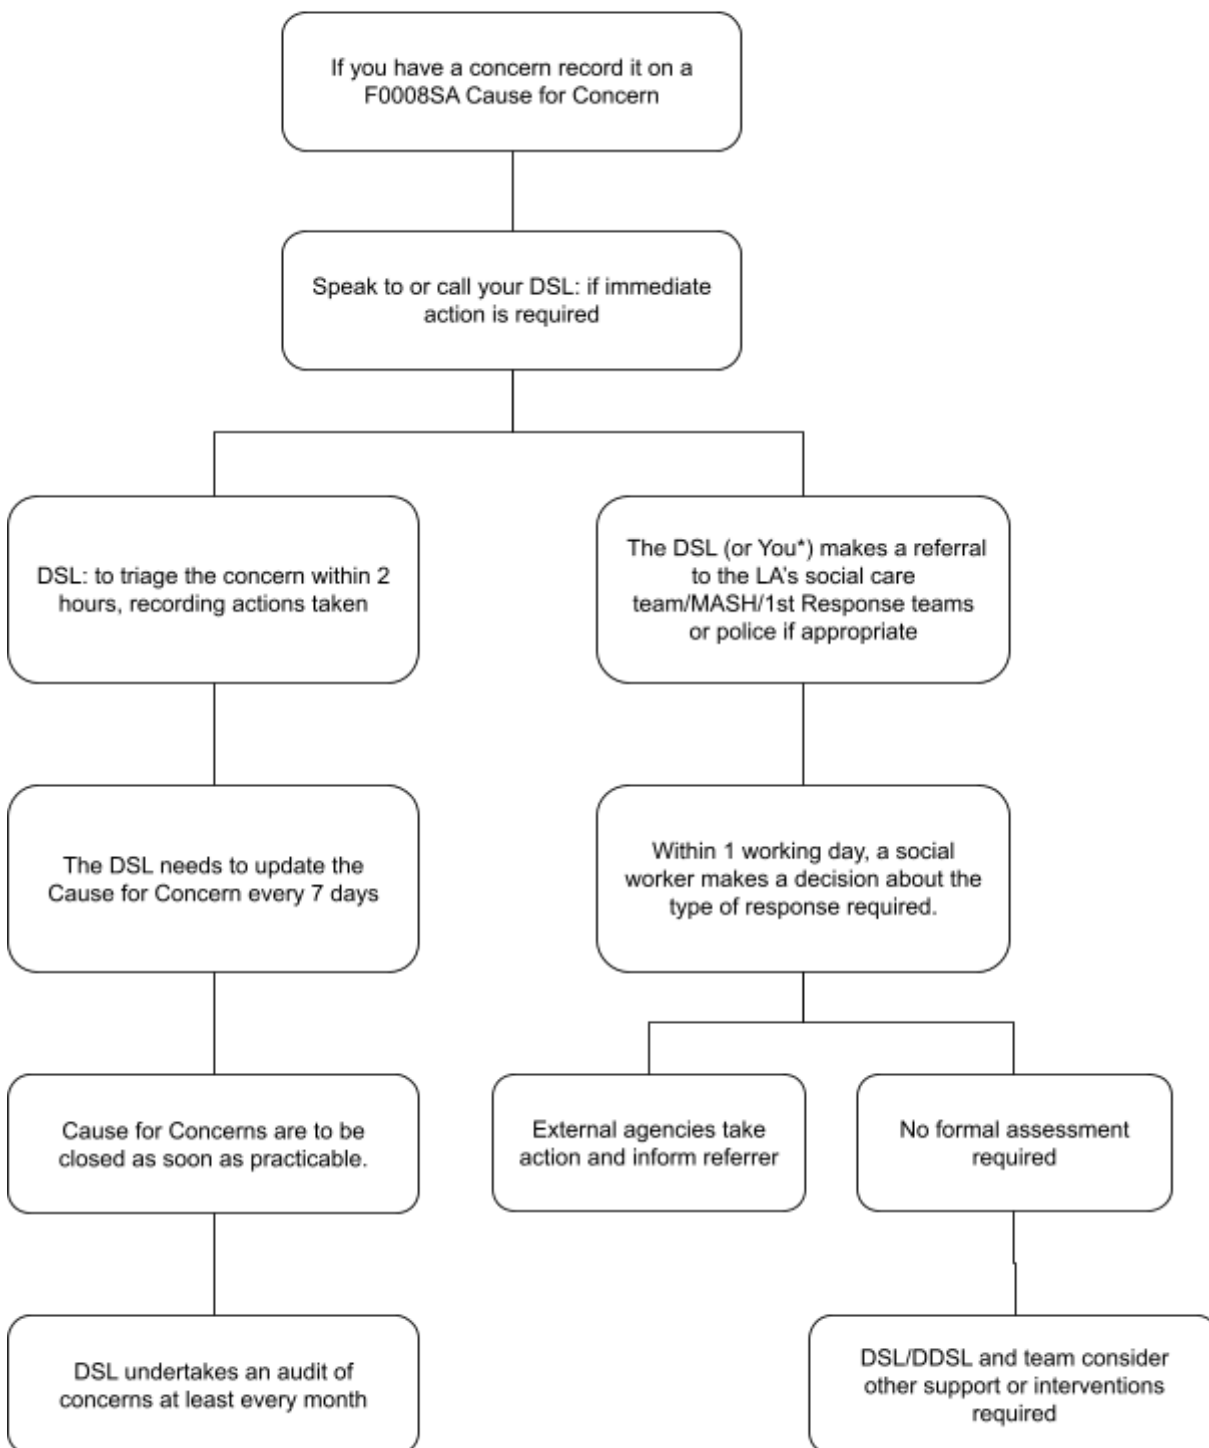 If you have a concern record it on a
F0008SA Cause for Concern
Speak to or call your DSL: if immediate
action is required
DSL: to triage the concern within 2
hours, recording actions taken
The DSL (or You*) makes a referral
to the LA's social care
team/MASH/1st Response teams
or police if appropriate
The DSL needs to update the
Cause for Concern every 7 days
Within 1 working day, a social
worker makes a decision about the
type of response required.
Cause for Concerns are to be
closed as soon as practicable.
External agencies take
action and inform referrer
No formal assessment
required
DSL undertakes an audit of
concerns at least every month
DSL/DDSL and team consider
other support or interventions
required